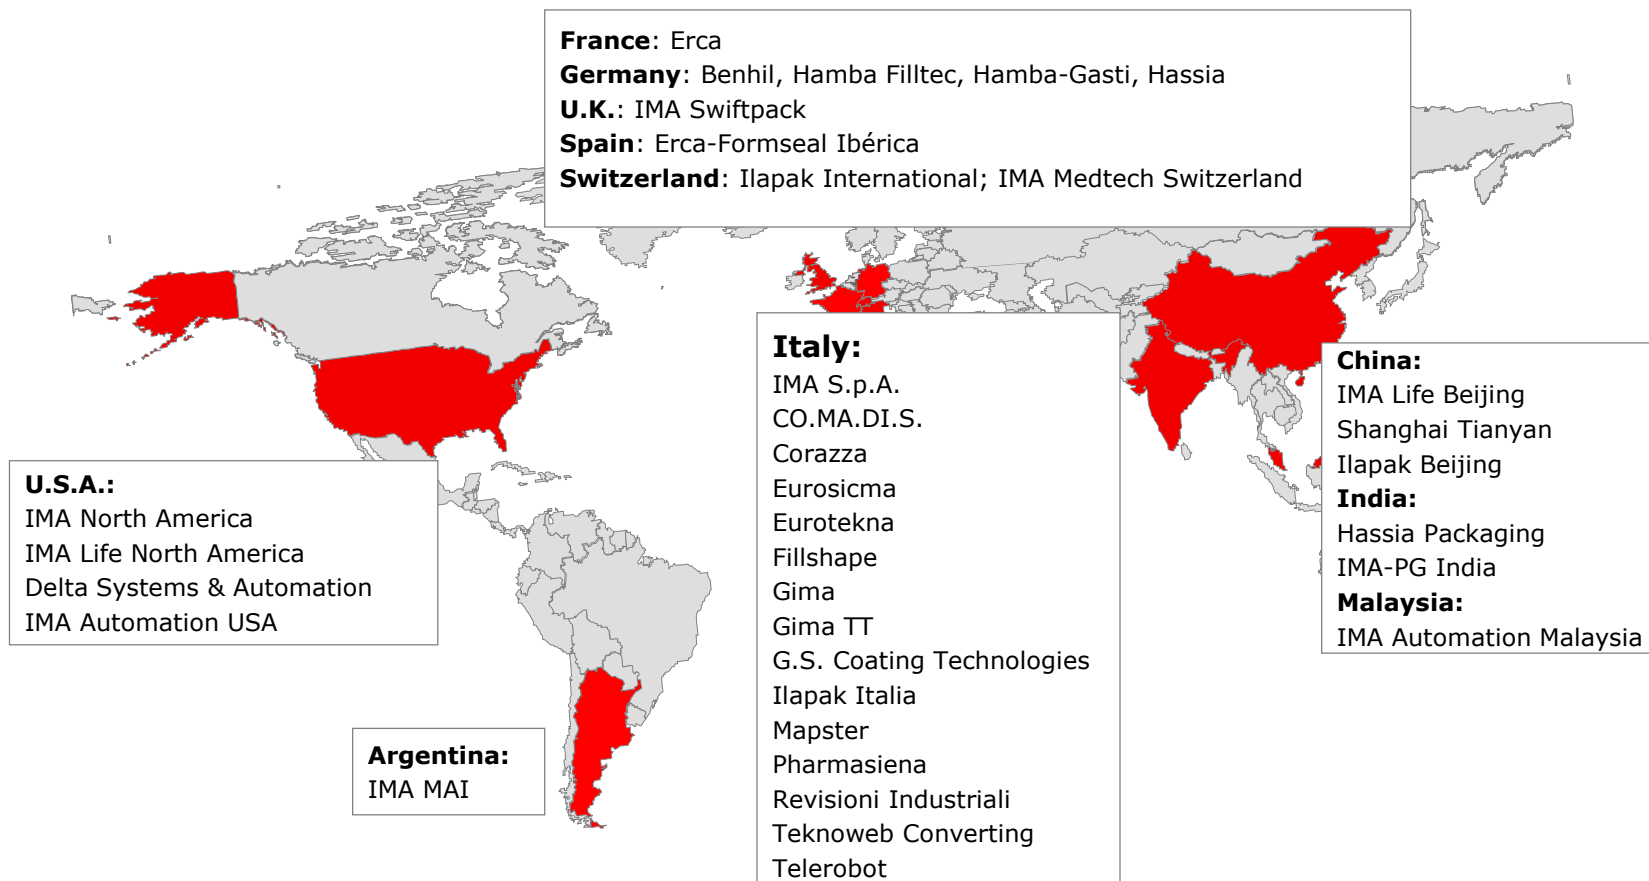 France: Erca
Germany: Benhil, Hamba Filltec, Hamba-Gasti, Hassia
U.K.: IMA Swiftpack
Spain: Erca-Formseal Ibérica
Switzerland: Ilapak International; IMA Medtech Switzerland
U.S.A.:
IMA North America
IMA Life North America
Delta Systems & Automation
IMA Automation USA
Argentina:
IMA MAI
Italy:
IMA S.p.A.
CO.MA.DI.S.
Corazza
Eurosicma
Eurotekna
Fillshape
Gima
Gima TT
G.S. Coating Technologies
Ilapak Italia
Mapster
Pharmasiena
Revisioni Industriali
Teknoweb Converting
Telerobot
China:
IMA Life Beijing
Shanghai Tianyan
Ilapak Beijing
India:
Hassia Packaging
IMA-PG India
Malaysia:
IMA Automation Malaysia